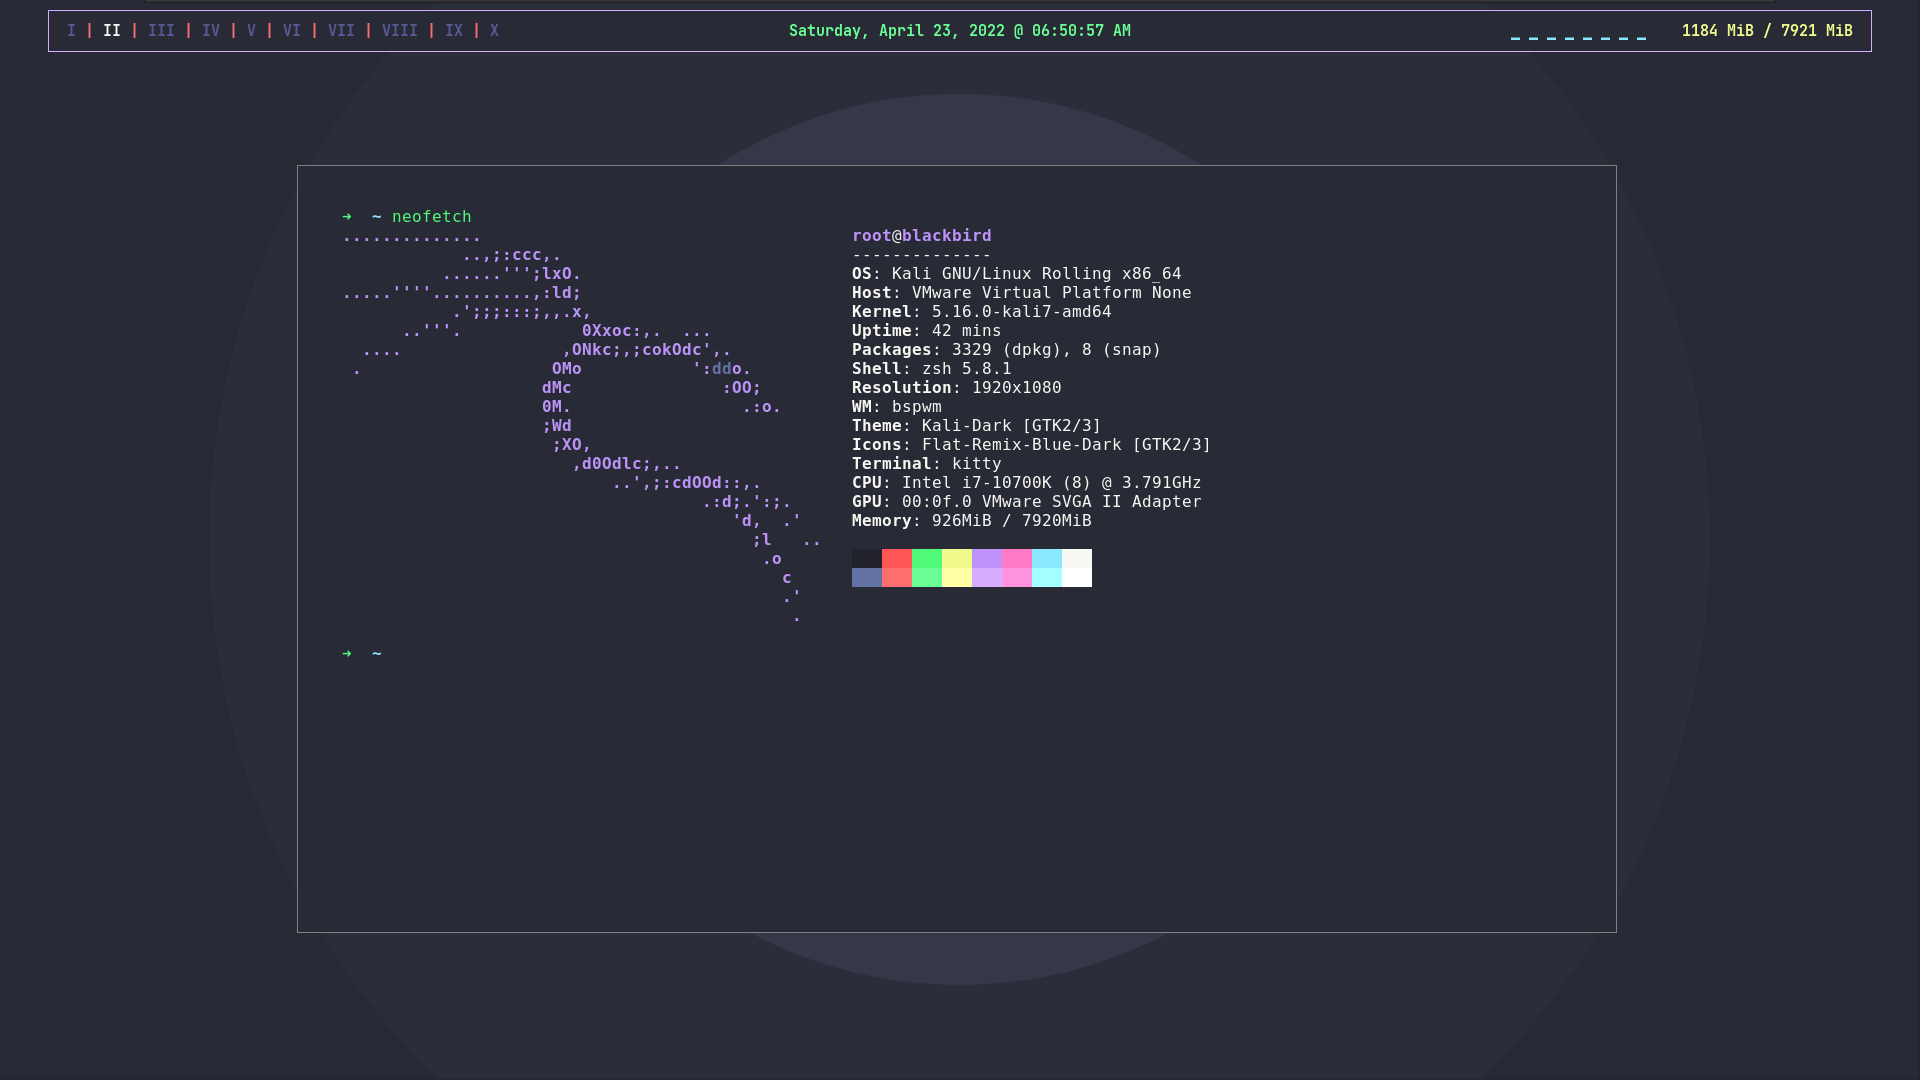 I | II | III | IV | V | VI | VII | VIII | IX | X
Saturday, April 23, 2022 @ 06:50:57 AM
1184 MiB / 7921 MiB
➜  ~ neofetch
..............
            ..,;:ccc,.
          ......''';lxO.
.....''''..........,:ld;
           .';;;:::;,,.x,
      ..'''.            0Xxoc:,.  ...
  ....                ,ONkc;,;cokOdc',.
 .                   OMo           ':ddo.
                    dMc               :OO;
                    0M.                 .:o.
                    ;Wd
                     ;XO,
                       ,d0Odlc;,..
                           ..',;:cdOOd::,.
                                    .:d;.':;.
                                       'd,  .'
                                         ;l   ..
                                          .o
                                            c
                                            .'
                                             .
root@blackbird
--------------
OS: Kali GNU/Linux Rolling x86_64
Host: VMware Virtual Platform None
Kernel: 5.16.0-kali7-amd64
Uptime: 42 mins
Packages: 3329 (dpkg), 8 (snap)
Shell: zsh 5.8.1
Resolution: 1920x1080
WM: bspwm
Theme: Kali-Dark [GTK2/3]
Icons: Flat-Remix-Blue-Dark [GTK2/3]
Terminal: kitty
CPU: Intel i7-10700K (8) @ 3.791GHz
GPU: 00:0f.0 VMware SVGA II Adapter
Memory: 926MiB / 7920MiB
➜  ~